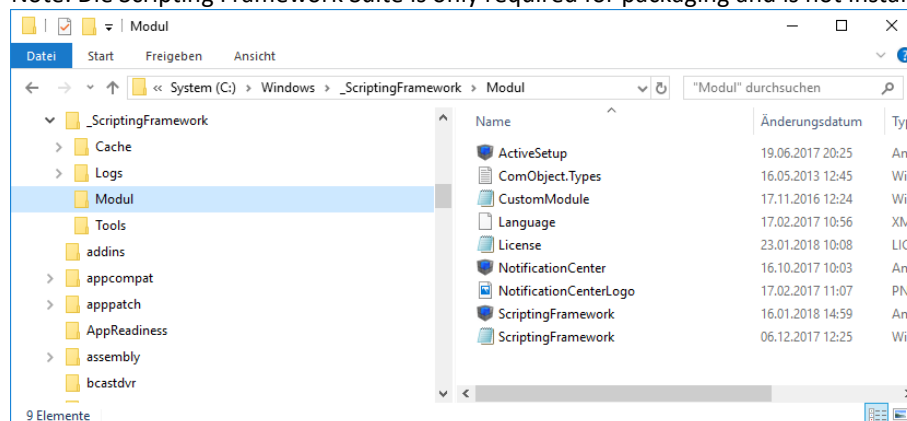 Note: Die Scripting Framework Suite is only required for packaging and is not instal
Modul
Datei Start Freigeben Ansicht
« System (C:) > Windows > _ScriptingFramework > Modul "Modul" durchsuchen
_ScriptingFramework
Cache
Logs
Modul
Tools
addins
appcompat
apppatch
AppReadiness
assembly
bcastdvr
Name Änderungsdatum Typ
ActiveSetup 19.06.2017 20:25 An
ComObject.Types 16.05.2013 12:45 Wi
CustomModule 17.11.2016 12:24 Wi
Language 17.02.2017 10:56 XM
License 23.01.2018 10:08 LIC
NotificationCenter 16.10.2017 10:03 An
NotificationCenterLogo 17.02.2017 11:07 PN
ScriptingFramework 16.01.2018 14:59 An
ScriptingFramework 06.12.2017 12:25 Wi
9 Elemente